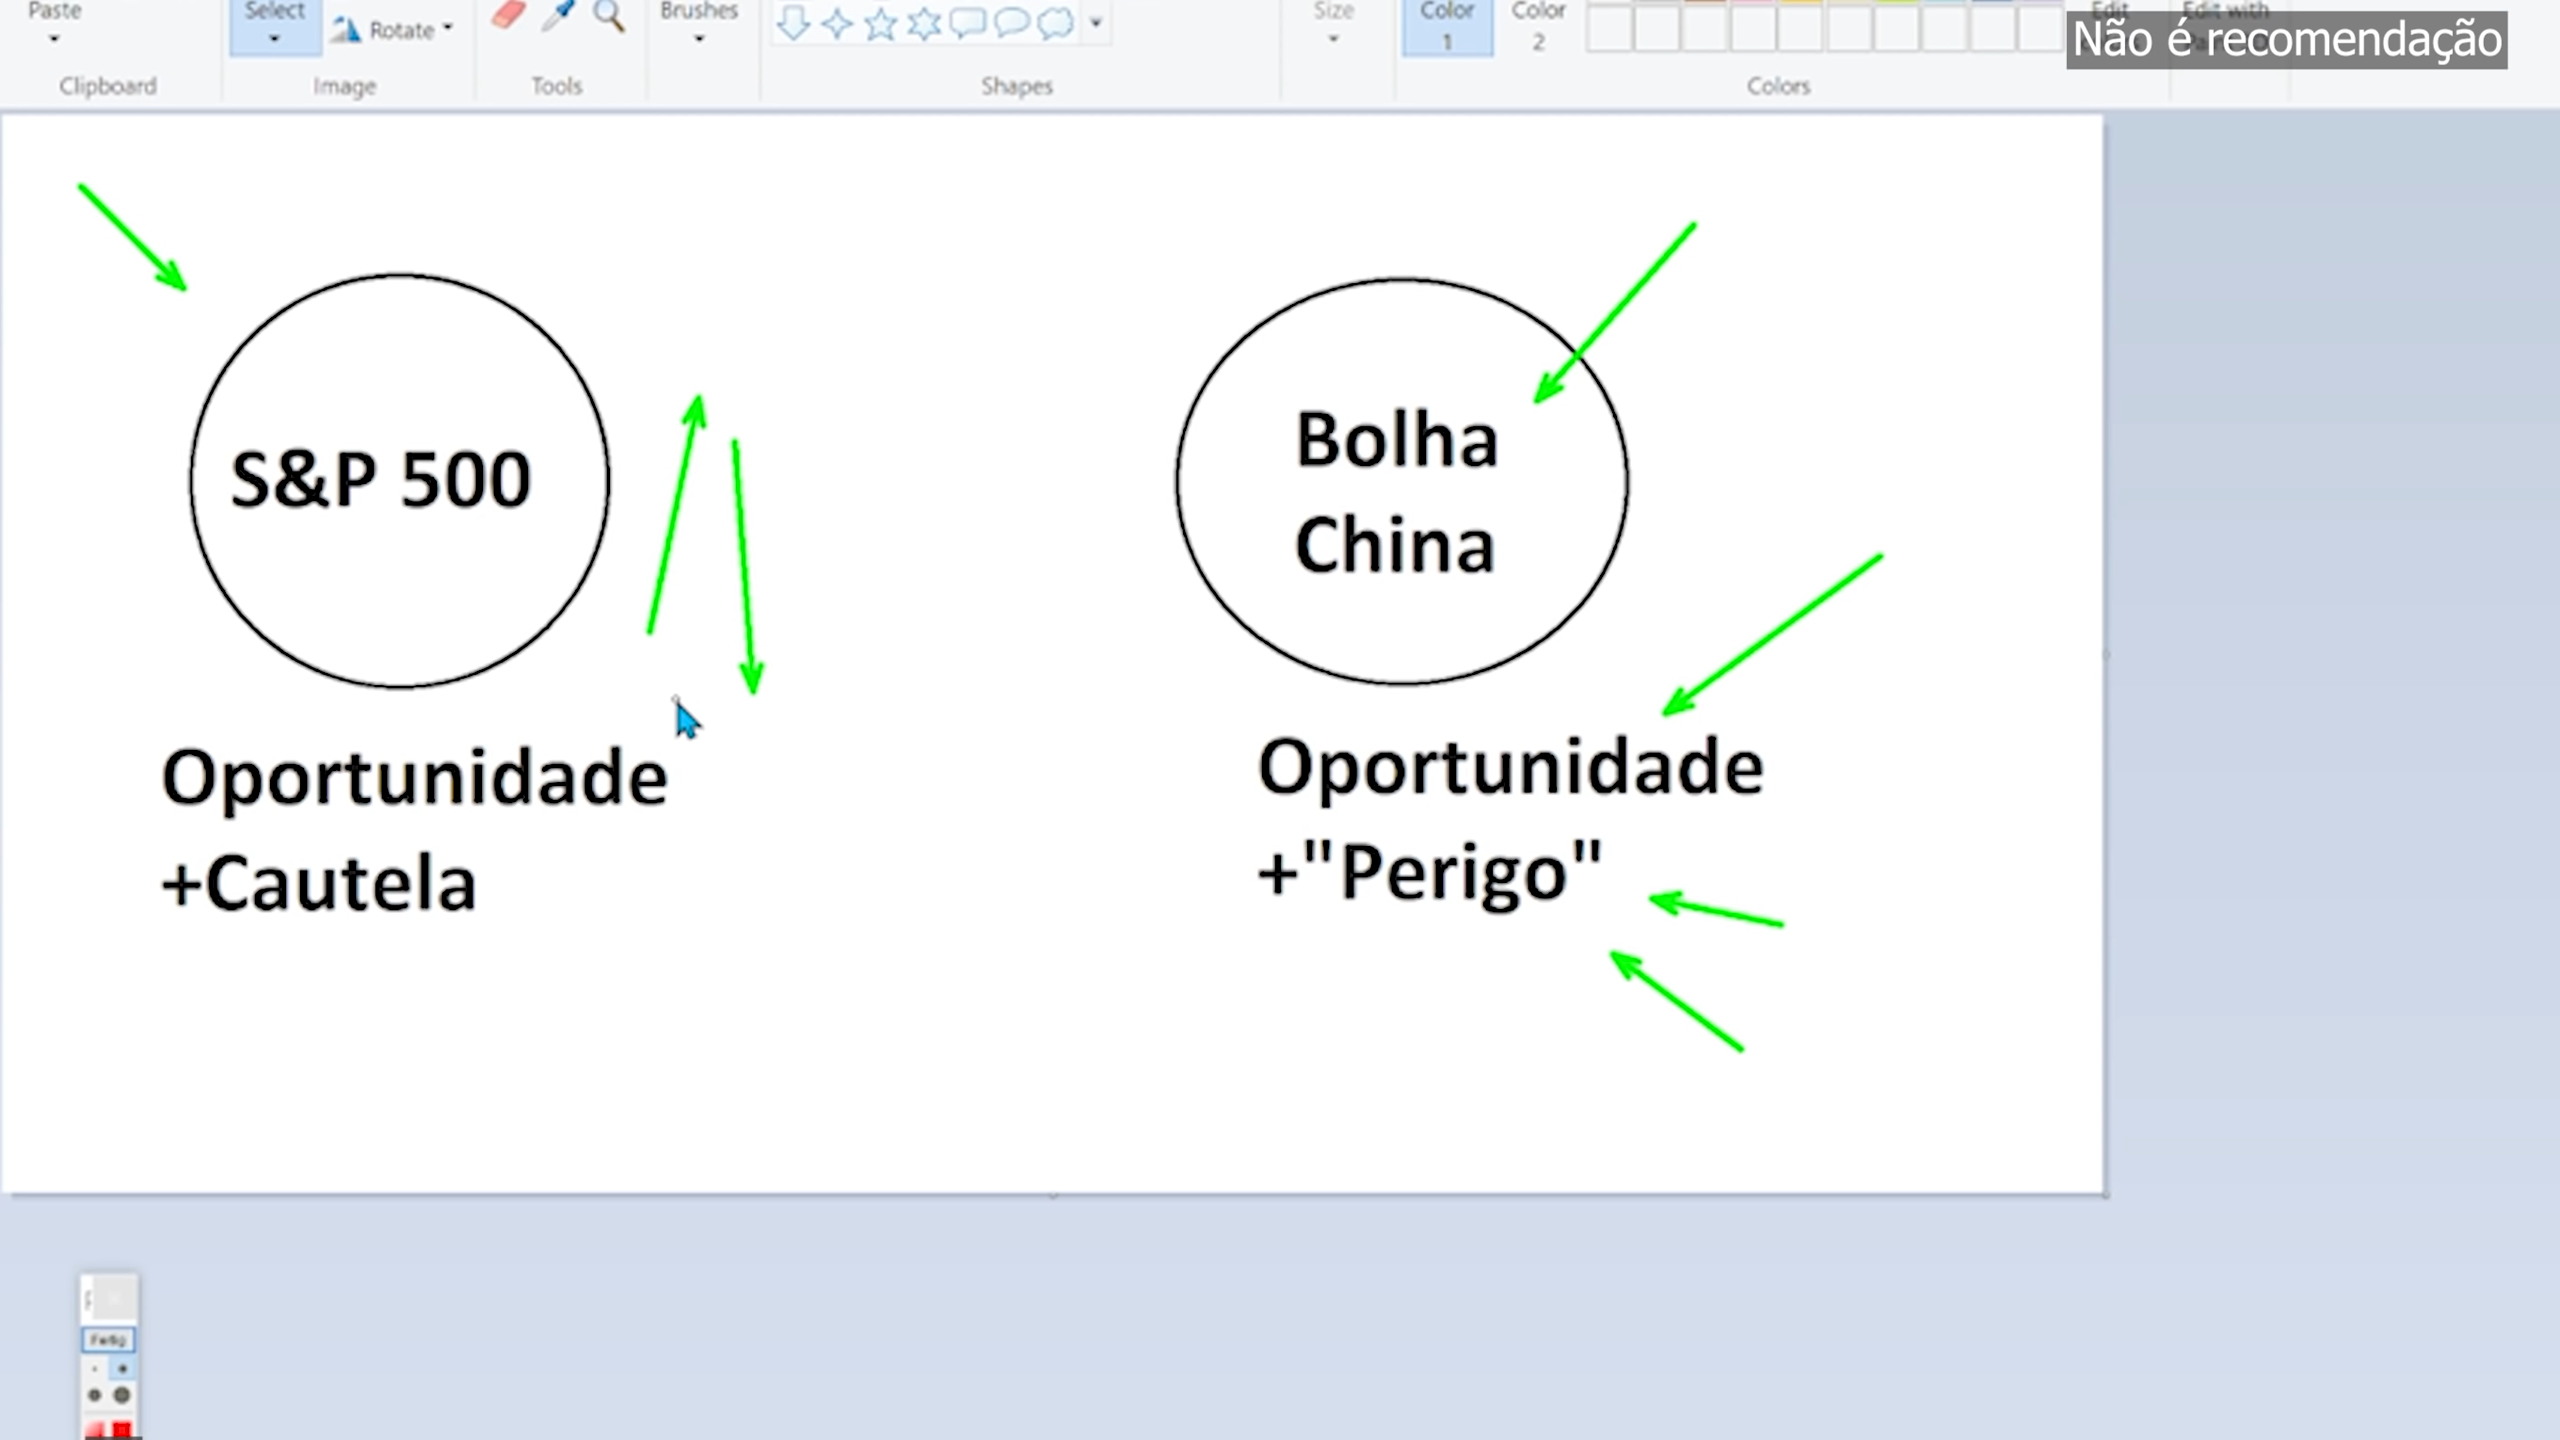 Paste
Select
Rotate
Brushes
Size
Color
1
Color
2
Não é recomendação
Clipboard
Image
Tools
Shapes
Colors
S&P 500
Bolha
China
Oportunidade
+Cautela
Oportunidade
+"Perigo"